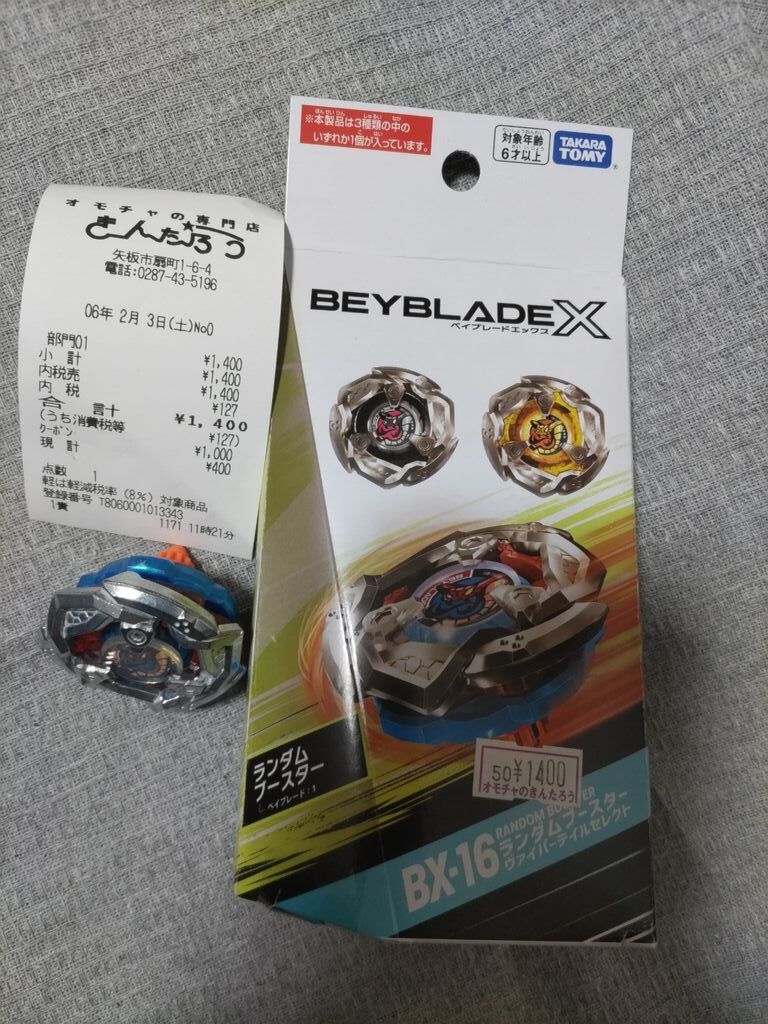 オモチャの専門店
きんたろう
矢板市扇町1-6-4
電話:0287-43-5196
06年 2月 3日(土)No0
部門01
¥1,400
小 計
¥1,400
内税売
¥1,400
内 税
¥127
合 計
¥1,400
(うち消費税等
¥127)
クーポン
¥1,000
現 計
¥400
点数 1
軽は軽減税率(8%)対象商品
登録番号 T8060001013343
1責
1171 11時21分
※本製品は3種類の中の
いずれか1個が入っています。
対象年齢
6才以上
TAKARA
TOMY
BEYBLADE X
ベイブレードエックス
ランダム
ブースター
ベイブレード:1
50 ¥1400
オモチャのきんたろう
BX-16
RANDOM BOOSTER
ランダムブースター
ヴァイパーテイルセレクト